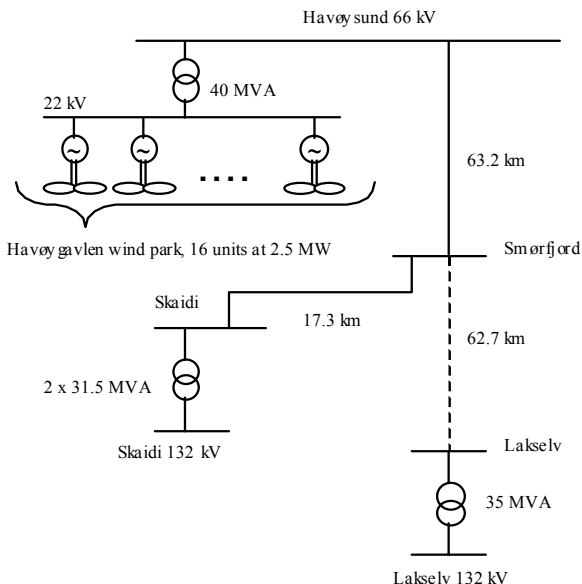 Havøysund 66 kV
40 MVA
22 kV
~ ~ ~
....
63.2 km
Havøygavlen wind park, 16 units at 2.5 MW
Smørfjord
Skaidi
17.3 km
62.7 km
2 x 31.5 MVA
Skaidi 132 kV
Lakselv
35 MVA
Lakselv 132 kV